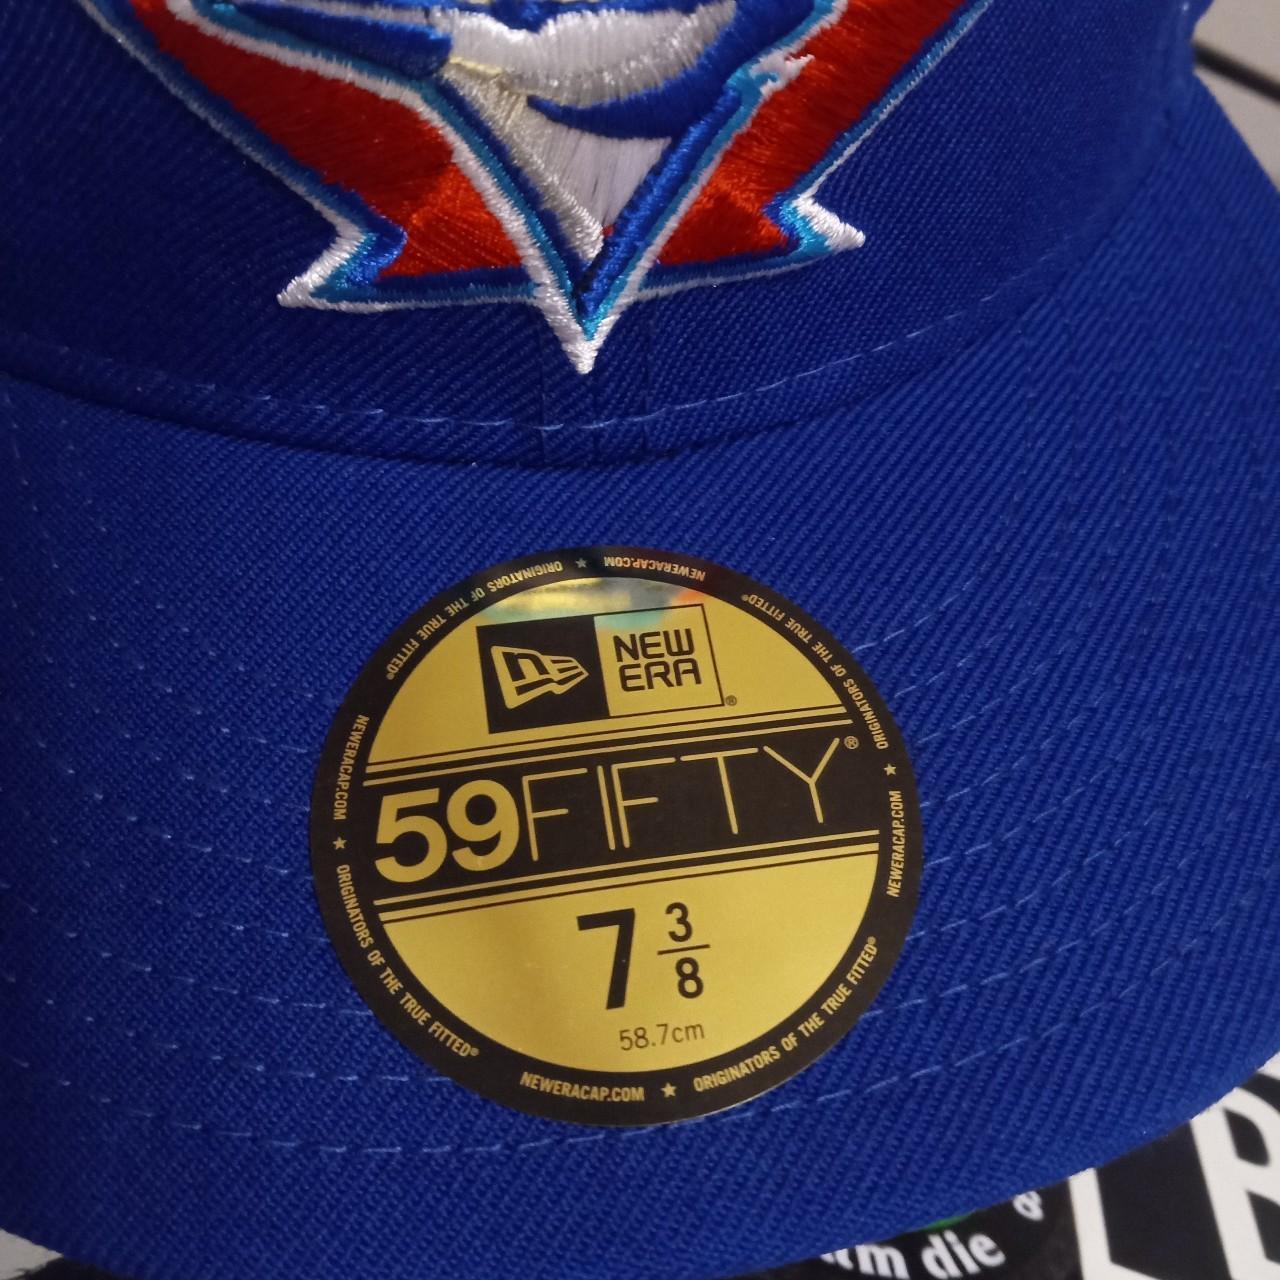 NEW
ERA®
59FIFTY®
7 3/8
58.7cm
NEWERACAP.COM ★ ORIGINATORS OF THE TRUE FITTED®
NEWERACAP.COM ★ ORIGINATORS OF THE TRUE FITTED®
NEWERACAP.COM ★ ORIGINATORS OF THE TRUE FITTED®
NEWERACAP.COM ★ ORIGINATORS OF THE TRUE FITTED®
&
die